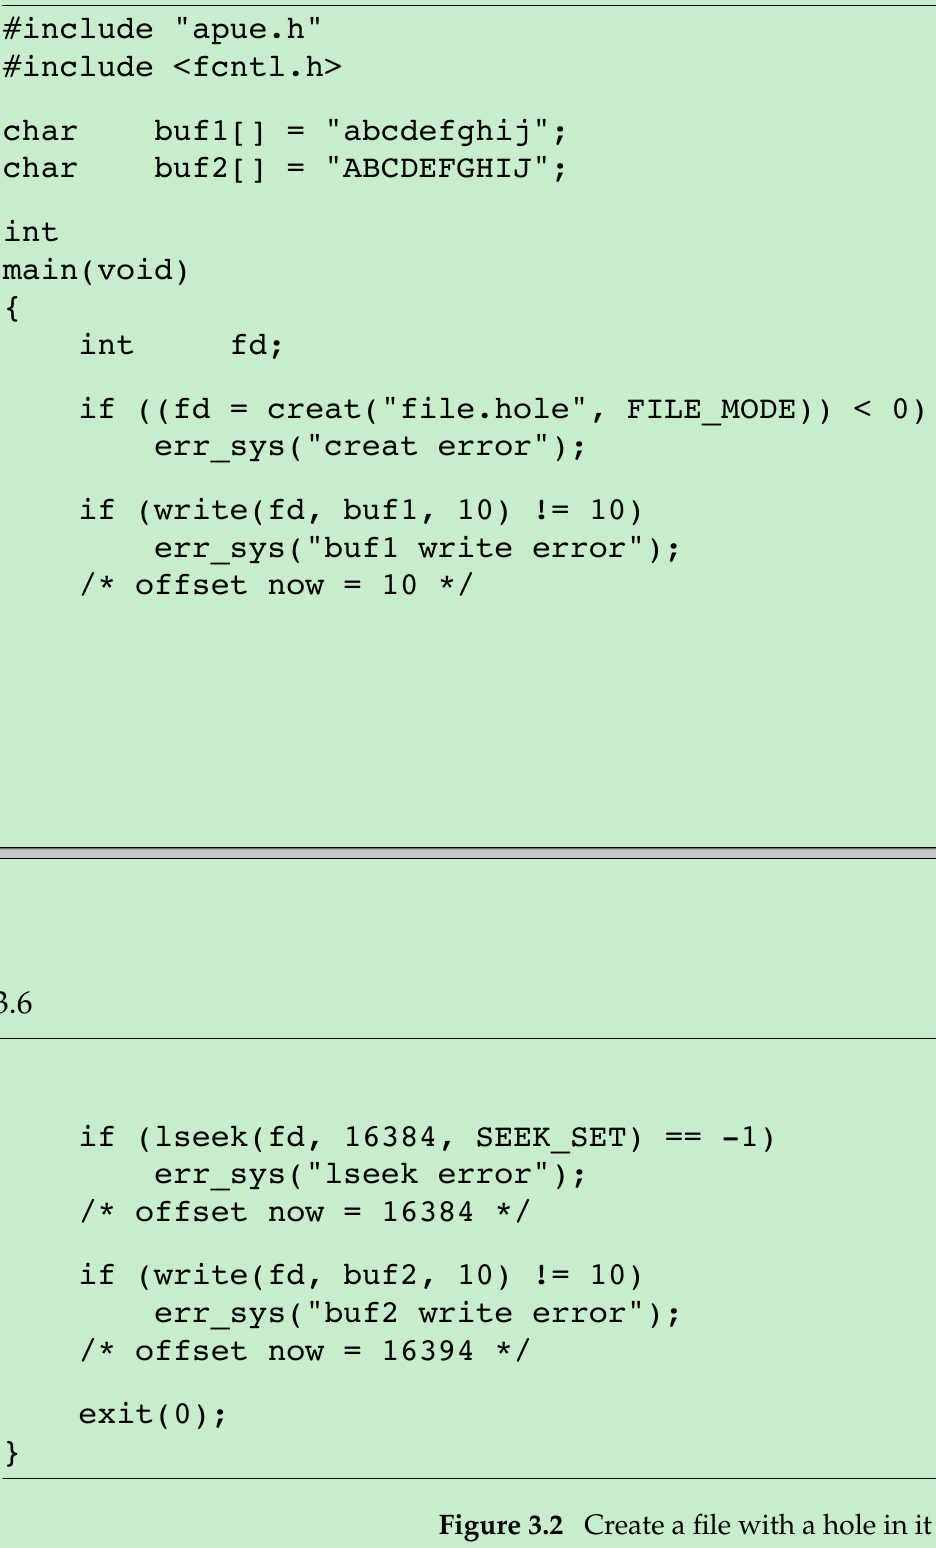 #include "apue.h"
#include <fcntl.h>
char    buf1[] = "abcdefghij";
char    buf2[] = "ABCDEFGHIJ";
int
main(void)
{
    int     fd;
    if ((fd = creat("file.hole", FILE_MODE)) < 0)
        err_sys("creat error");
    if (write(fd, buf1, 10) != 10)
        err_sys("buf1 write error");
    /* offset now = 10 */
3.6
    if (lseek(fd, 16384, SEEK_SET) == -1)
        err_sys("lseek error");
    /* offset now = 16384 */
    if (write(fd, buf2, 10) != 10)
        err_sys("buf2 write error");
    /* offset now = 16394 */
    exit(0);
}
Figure 3.2 Create a file with a hole in it